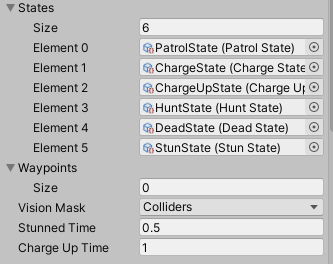 States
Size 6
Element 0 PatrolState (Patrol State)
Element 1 ChargeState (Charge State
Element 2 ChargeUpState (Charge Up
Element 3 HuntState (Hunt State)
Element 4 DeadState (Dead State)
Element 5 StunState (Stun State)
Waypoints
Size 0
Vision Mask Colliders
Stunned Time 0.5
Charge Up Time 1